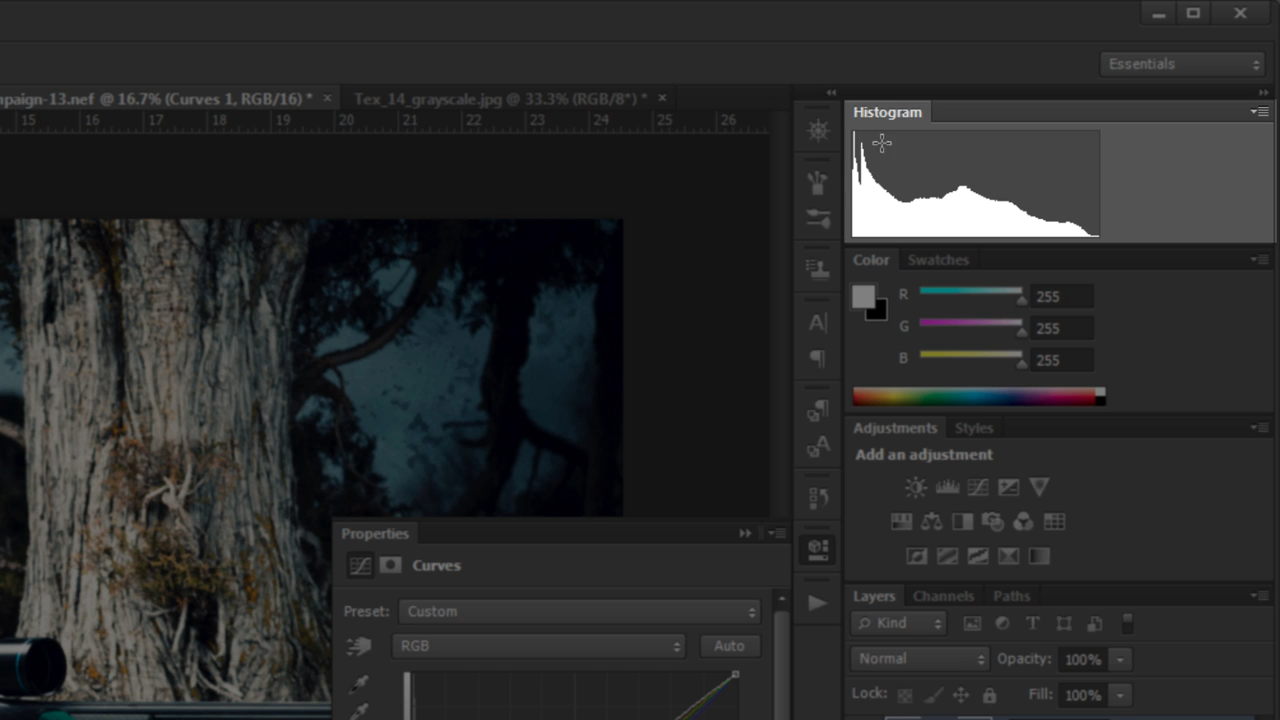 Essentials
npaign-13.nef @ 16.7% (Curves 1, RGB/16) *
Tex_14_grayscale.jpg @ 33.3% (RGB/8*) *
15 16 17 18 19 20 21 22 23 24 25 26
Histogram
Color Swatches
R 255
G 255
B 255
Adjustments Styles
Add an adjustment
Properties
Curves
Preset: Custom
RGB Auto
Layers Channels Paths
Kind
Normal Opacity: 100%
Lock: Fill: 100%